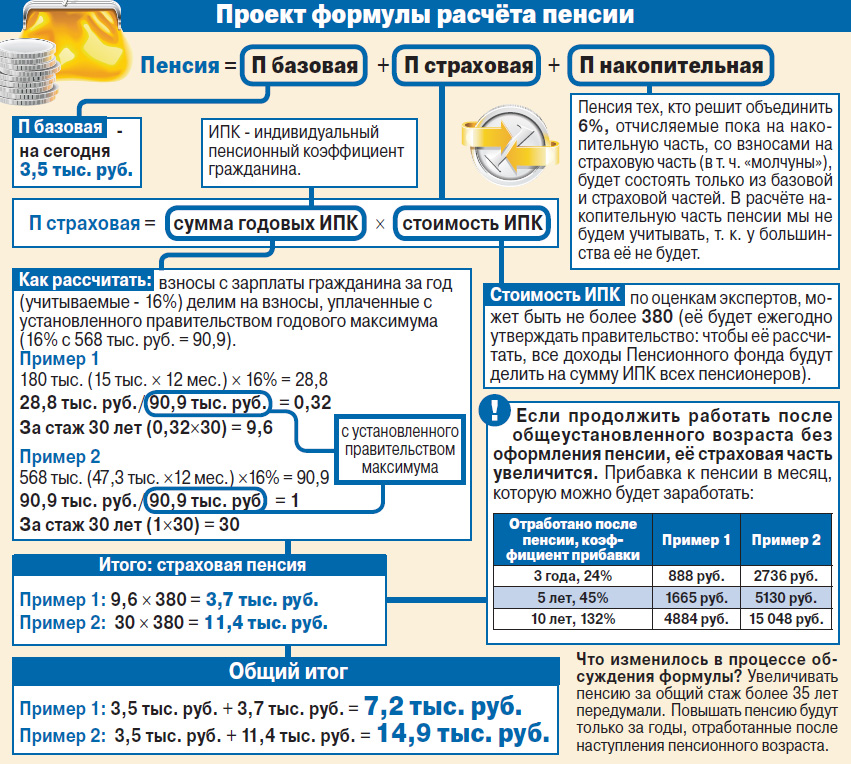 Проект формулы расчёта пенсии
Пенсия = П базовая + П страховая + П накопительная
П базовая -
на сегодня
3,5 тыс. руб.
ИПК - индивидуальный
пенсионный коэффициент
гражданина.
Пенсия тех, кто решит объединить
6%, отчисляемые пока на нако-
пительную часть, со взносами на
страховую часть (в т. ч. «молчуны»),
будет состоять только из базовой
и страховой частей. В расчёте на-
копительную часть пенсии мы не
будем учитывать, т. к. у большин-
ства её не будет.
П страховая = сумма годовых ИПК × стоимость ИПК
Как рассчитать: взносы с зарплаты гражданина за год
(учитываемые - 16%) делим на взносы, уплаченные с
установленного правительством годового максимума
(16% с 568 тыс. руб. = 90,9).
Пример 1
180 тыс. (15 тыс. × 12 мес.) × 16% = 28,8
28,8 тыс. руб./90,9 тыс. руб. = 0,32
За стаж 30 лет (0,32×30) = 9,6
Пример 2
568 тыс. (47,3 тыс. ×12 мес.) ×16% = 90,9
90,9 тыс. руб./90,9 тыс. руб = 1
За стаж 30 лет (1×30) = 30
с установленного
правительством
максимума
Стоимость ИПК по оценкам экспертов, мо-
жет быть не более 380 (её будет ежегодно
утверждать правительство: чтобы её рассчи-
тать, все доходы Пенсионного фонда будут
делить на сумму ИПК всех пенсионеров).
!
Если продолжить работать после
общеустановленного возраста без
оформления пенсии, её страховая часть
увеличится. Прибавка к пенсии в месяц,
которую можно будет заработать:
Отработано после
пенсии, коэф-
фициент прибавки
Пример 1
Пример 2
3 года, 24% 888 руб. 2736 руб.
5 лет, 45% 1665 руб. 5130 руб.
10 лет, 132% 4884 руб. 15 048 руб.
Итого: страховая пенсия
Пример 1: 9,6 × 380 = 3,7 тыс. руб.
Пример 2: 30 × 380 = 11,4 тыс. руб.
Общий итог
Пример 1: 3,5 тыс. руб. + 3,7 тыс. руб. = 7,2 тыс. руб.
Пример 2: 3,5 тыс. руб. + 11,4 тыс. руб. = 14,9 тыс. руб.
Что изменилось в процессе об-
суждения формулы? Увеличивать
пенсию за общий стаж более 35 лет
передумали. Повышать пенсию будут
только за годы, отработанные после
наступления пенсионного возраста.